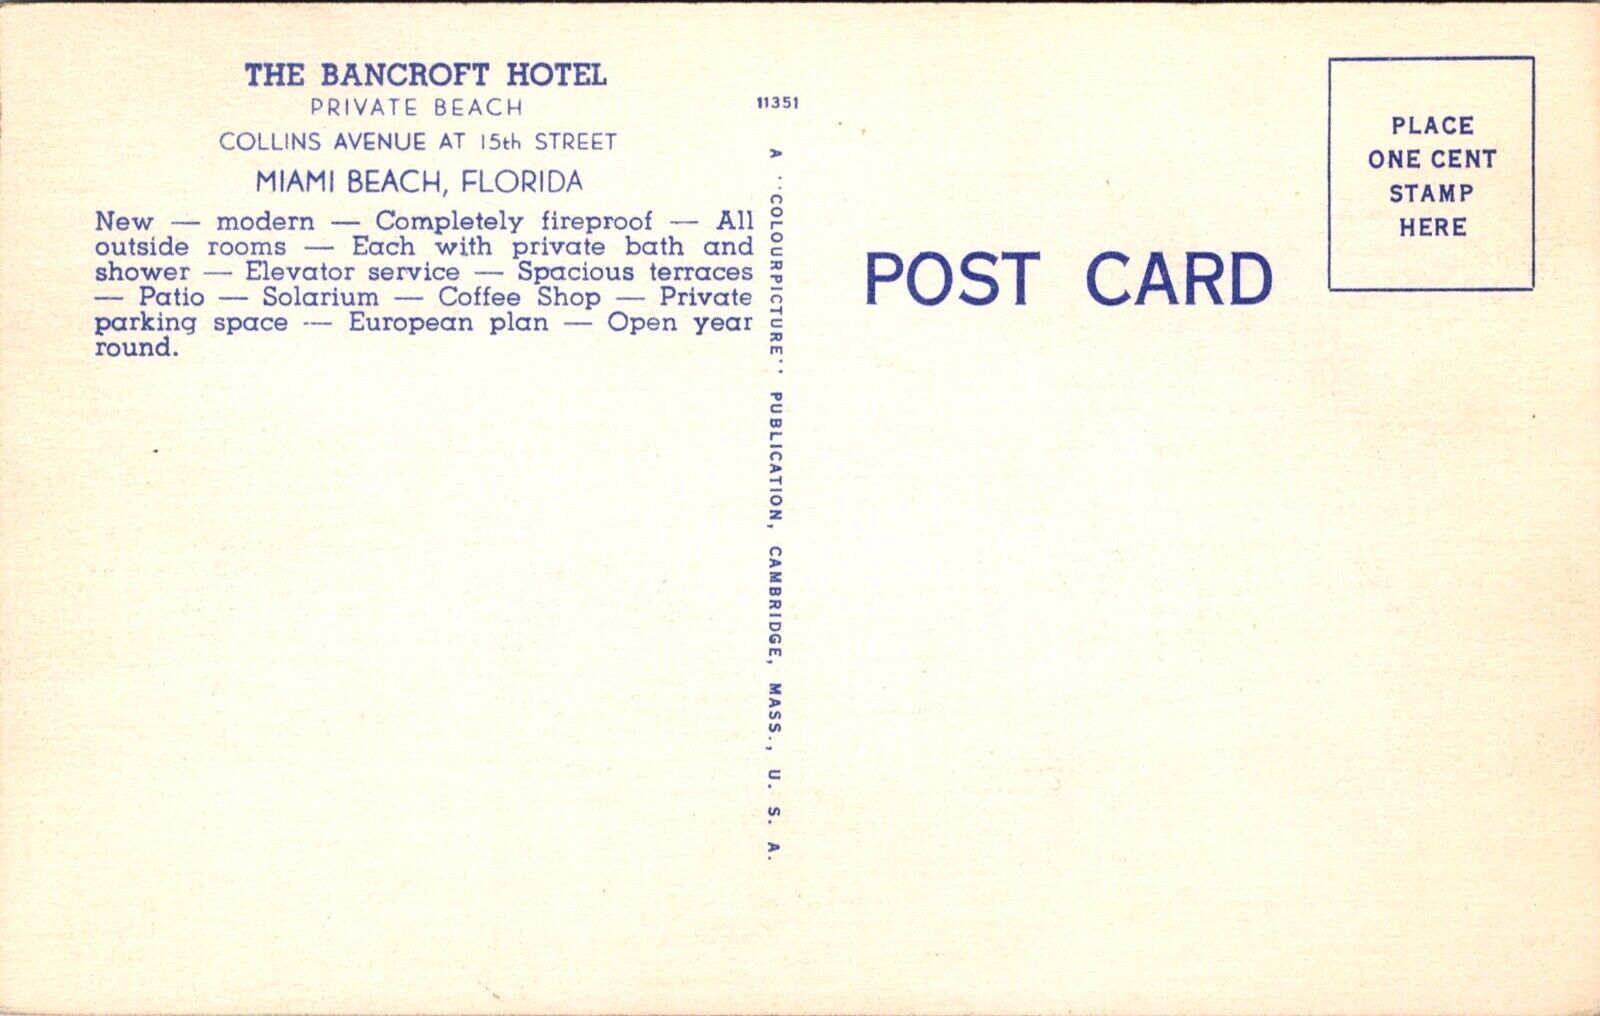 THE BANCROFT HOTEL
PRIVATE BEACH
COLLINS AVENUE AT 15th STREET
MIAMI BEACH, FLORIDA
New — modern — Completely fireproof — All
outside rooms — Each with private bath and
shower — Elevator service — Spacious terraces
— Patio — Solarium — Coffee Shop — Private
parking space — European plan — Open year
round.
11351
A "COLOURPICTURE" PUBLICATION, CAMBRIDGE, MASS., U. S. A.
POST CARD
PLACE
ONE CENT
STAMP
HERE